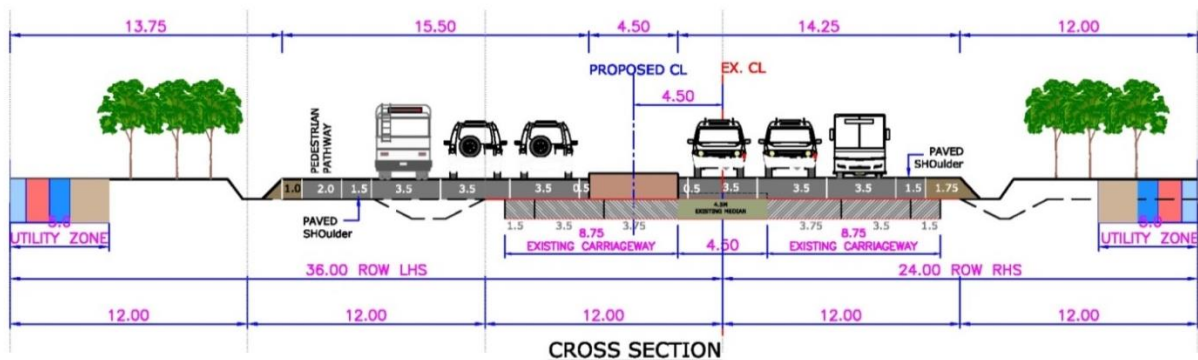 13.75 15.50 4.50 14.25 12.00
PROPOSED CL EX. CL
4.50
PEDESTRIAN
PATHWAY
PAVED
SHOulder
1.0 2.0 1.5 3.5 3.5 3.5 0.5 0.5 3.5 3.5 3.5 1.5 1.75
4.5M
EXISTING MEDIAN
PAVED
SHOulder
1.5 3.5 3.75 3.75 3.5 1.5
8.75 8.75
UTILITY ZONE EXISTING CARRIAGEWAY 4.50 EXISTING CARRIAGEWAY UTILITY ZONE
36.00 ROW LHS 24.00 ROW RHS
12.00 12.00 12.00 12.00 12.00
CROSS SECTION